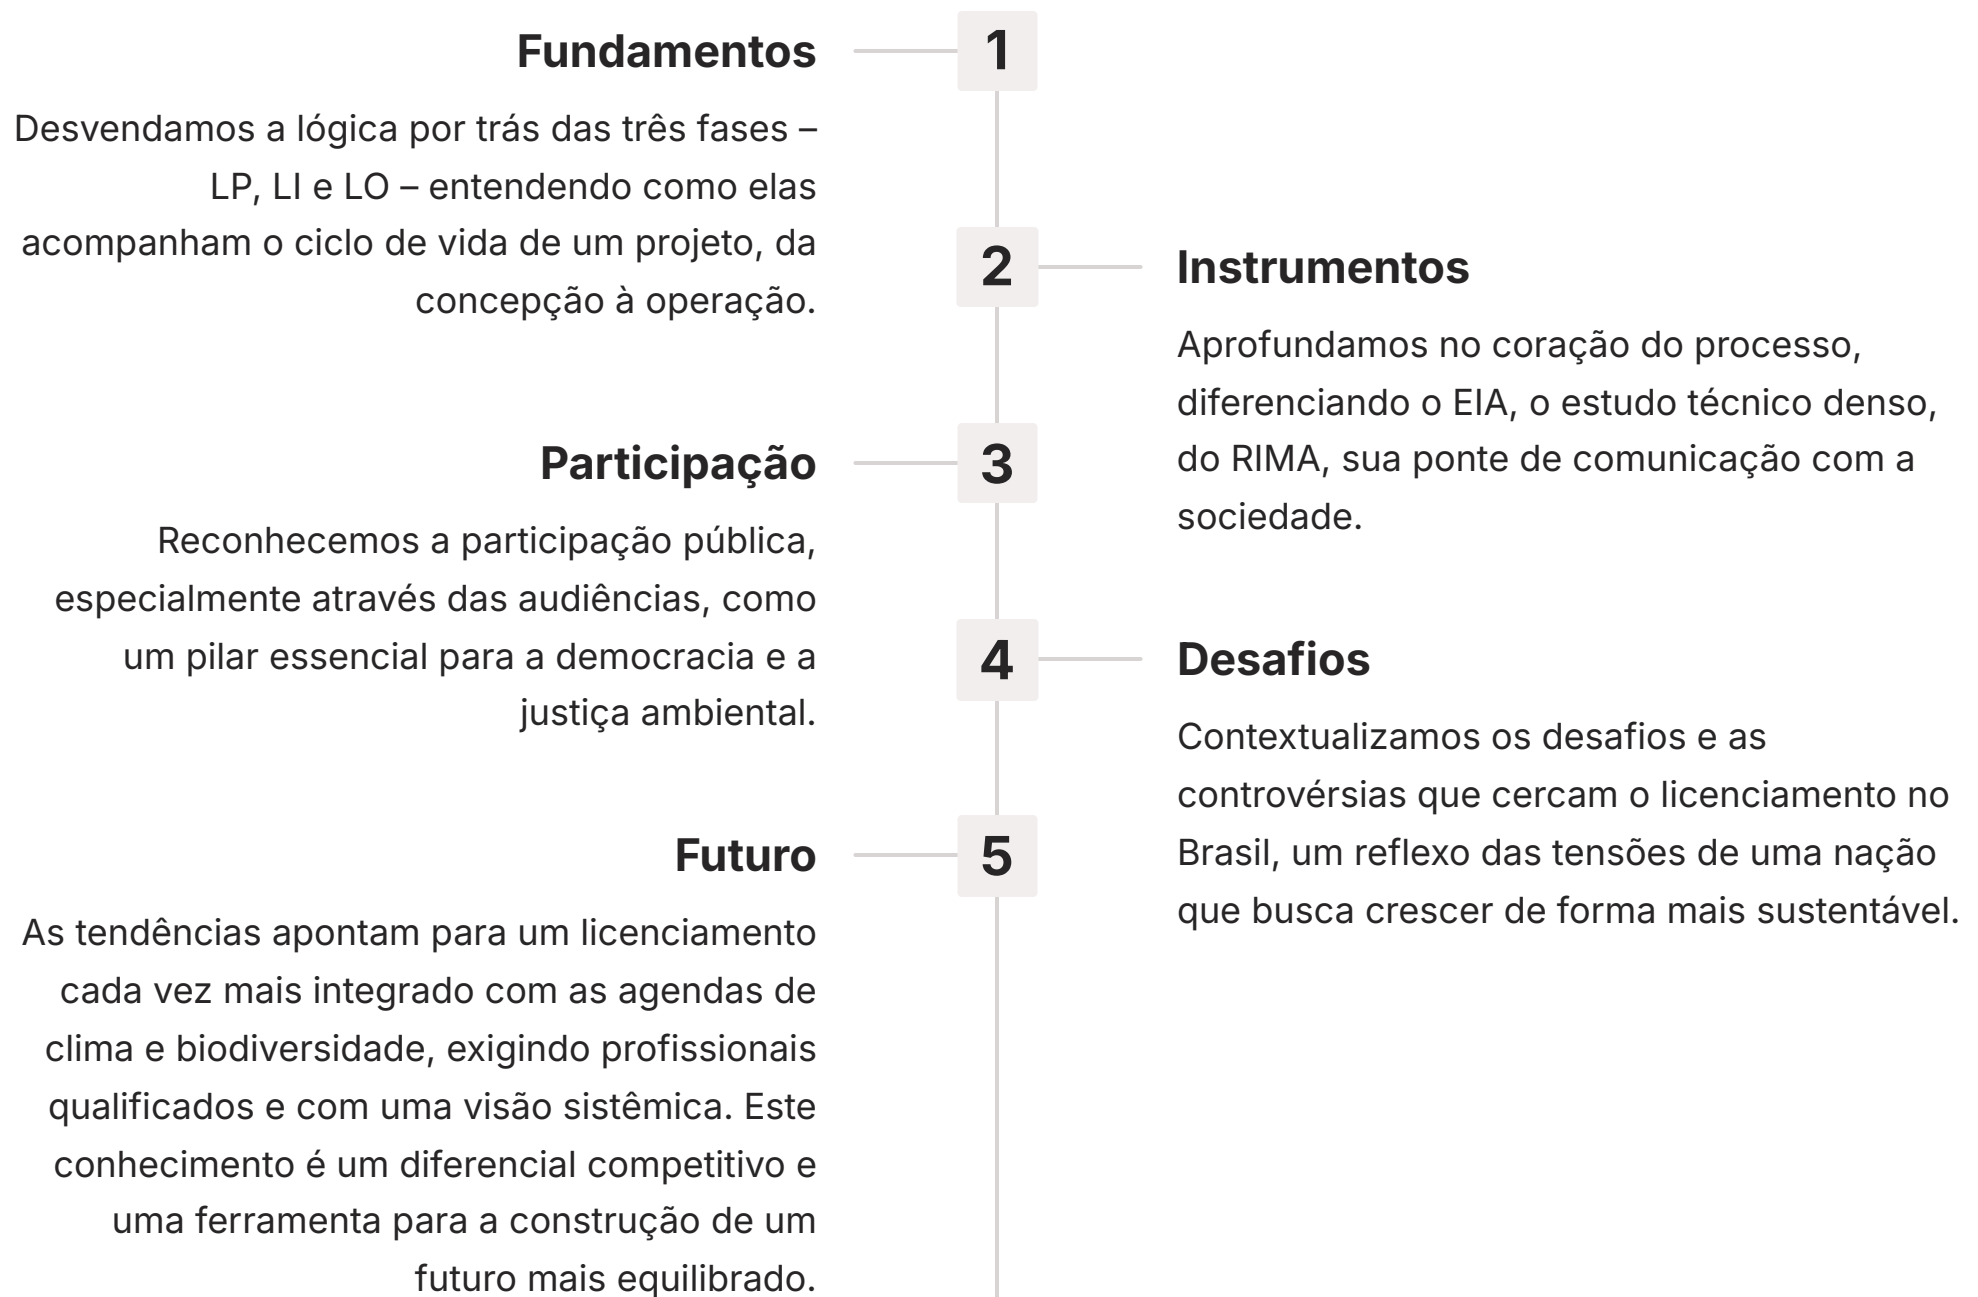 1
Fundamentos
Desvendamos a lógica por trás das três fases –
LP, LI e LO – entendendo como elas
acompanham o ciclo de vida de um projeto, da
concepção à operação.
2
Instrumentos
Aprofundamos no coração do processo,
diferenciando o EIA, o estudo técnico denso,
do RIMA, sua ponte de comunicação com a
sociedade.
3
Participação
Reconhecemos a participação pública,
especialmente através das audiências, como
um pilar essencial para a democracia e a
justiça ambiental.
4
Desafios
Contextualizamos os desafios e as
controvérsias que cercam o licenciamento no
Brasil, um reflexo das tensões de uma nação
que busca crescer de forma mais sustentável.
5
Futuro
As tendências apontam para um licenciamento
cada vez mais integrado com as agendas de
clima e biodiversidade, exigindo profissionais
qualificados e com uma visão sistêmica. Este
conhecimento é um diferencial competitivo e
uma ferramenta para a construção de um
futuro mais equilibrado.